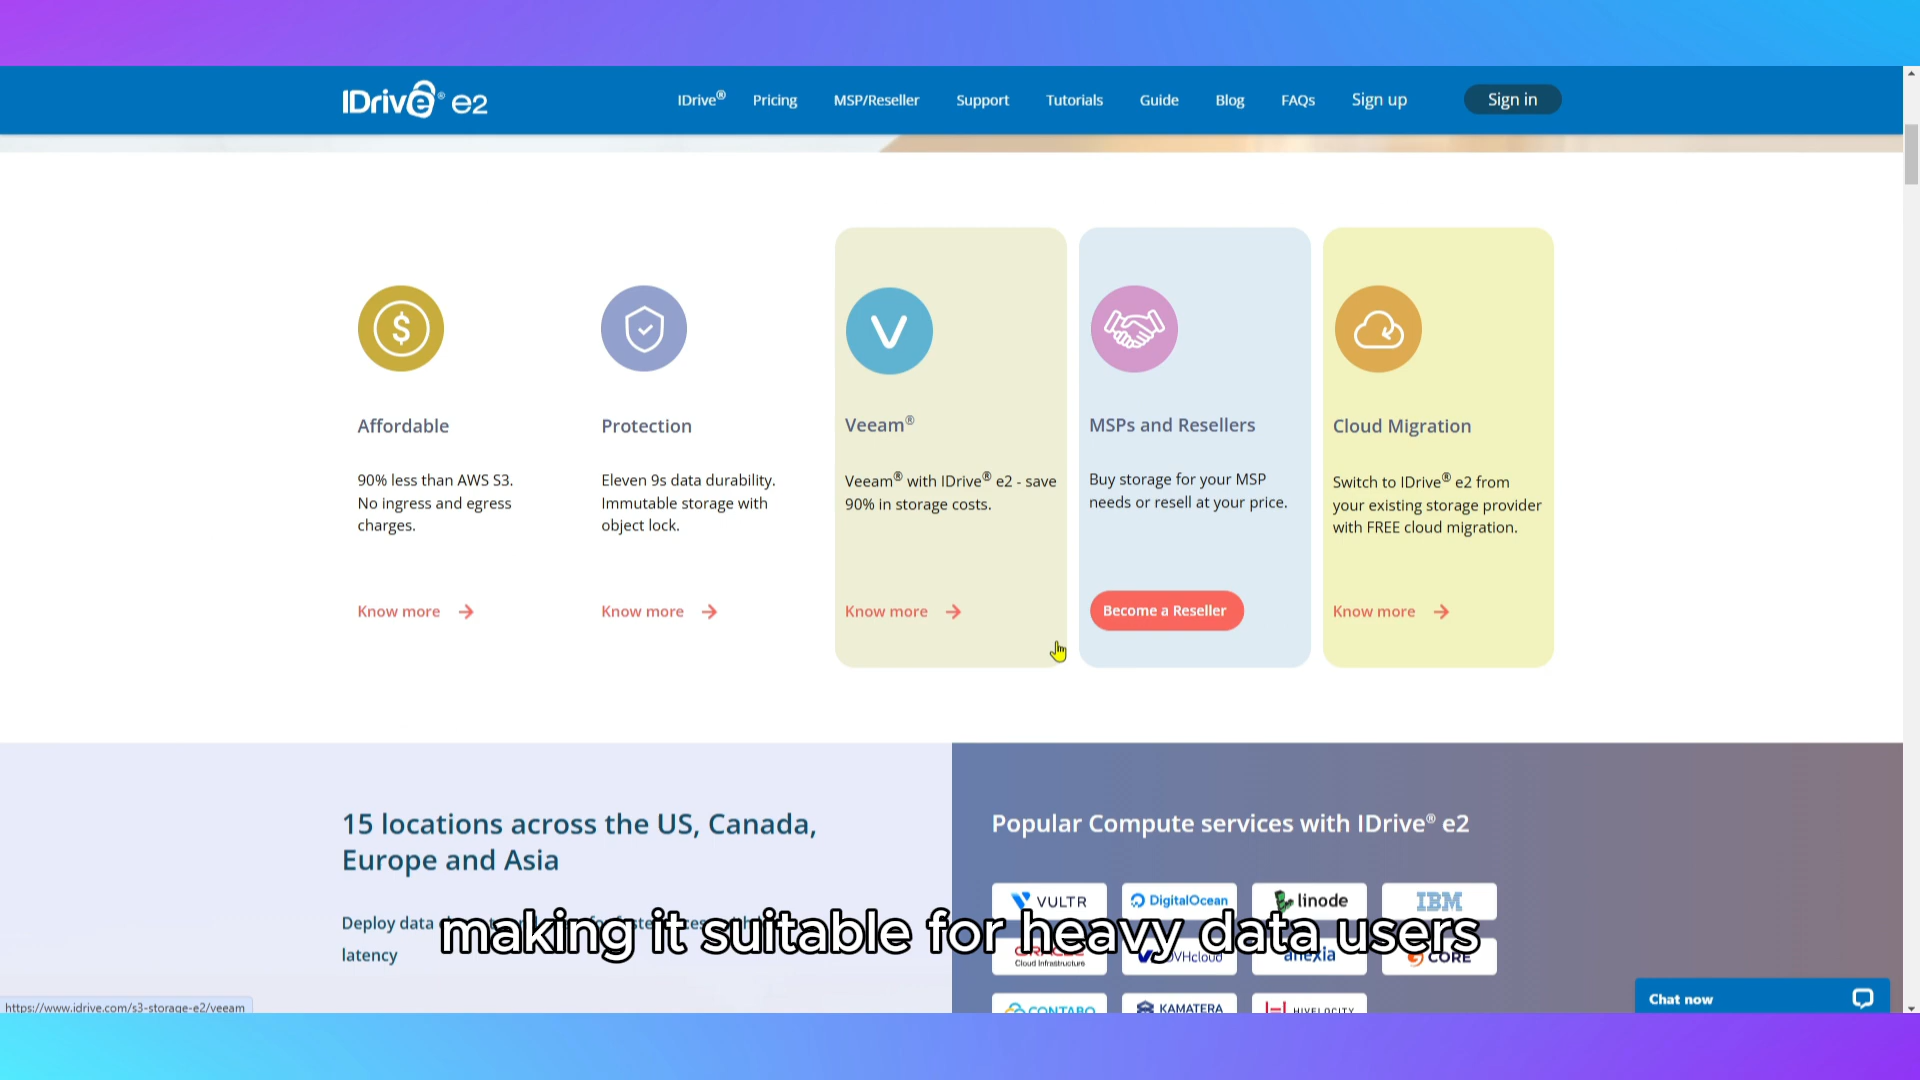 IDrive® e2
IDrive®
Pricing
MSP/Reseller
Support
Tutorials
Guide
Blog
FAQs
Sign up
Sign in
$
Affordable
90% less than AWS S3.
No ingress and egress
charges.
Know more
Protection
Eleven 9s data durability.
Immutable storage with
object lock.
Know more
V
Veeam®
Veeam® with IDrive® e2 - save
90% in storage costs.
Know more
MSPs and Resellers
Buy storage for your MSP
needs or resell at your price.
Become a Reseller
Cloud Migration
Switch to IDrive® e2 from
your existing storage provider
with FREE cloud migration.
Know more
15 locations across the US, Canada,
Europe and Asia
Deploy data
latency
Popular Compute services with IDrive® e2
VULTR
DigitalOcean
linode
IBM
ORACLE
Cloud Infrastructure
OVHcloud
anexia
CORE
CONTABO
KAMATERA
HIVELOCITY
making it suitable for heavy data users
Chat now
https://www.idrive.com/s3-storage-e2/veeam